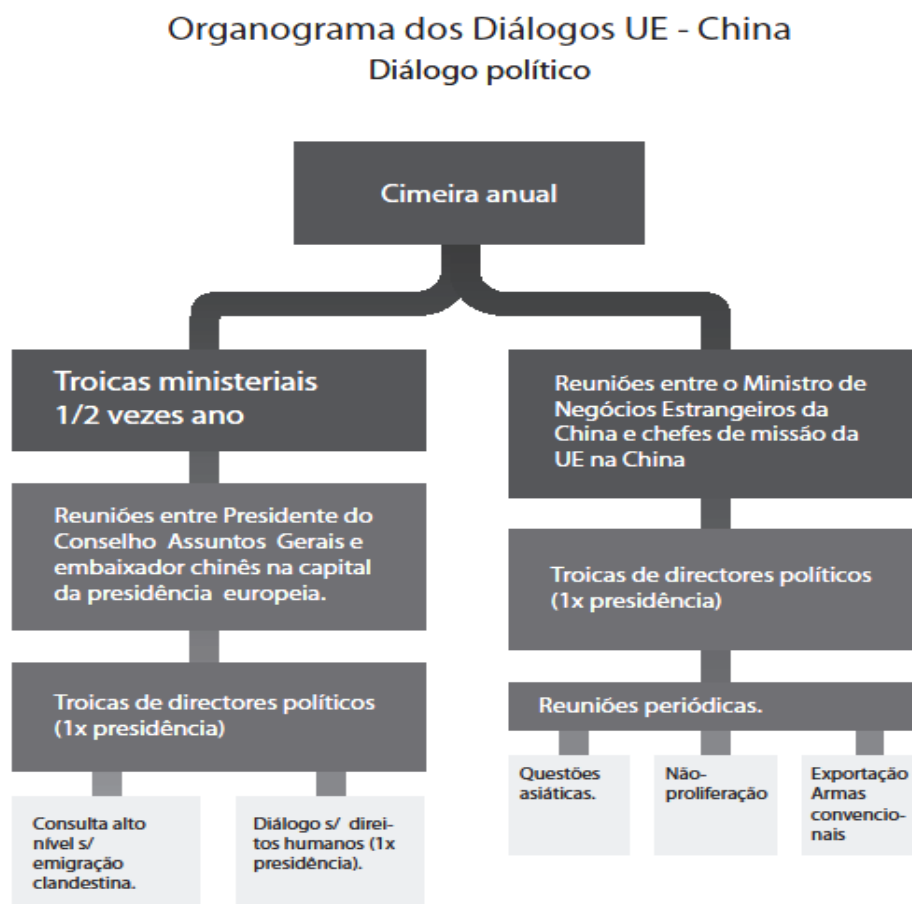 Organograma dos Diálogos UE - China
Diálogo político
Cimeira anual
Troicas ministeriais
1/2 vezes ano
Reuniões entre Presidente do
Conselho Assuntos Gerais e
embaixador chinês na capital
da presidência europeia.
Troicas de directores políticos
(1x presidência)
Consulta alto
nível s/
emigração
clandestina.
Diálogo s/ direi-
tos humanos (1x
presidência).
Reuniões entre o Ministro de
Negócios Estrangeiros da
China e chefes de missão da
UE na China
Troicas de directores políticos
(1x presidência)
Reuniões periódicas.
Questões
asiáticas.
Não-
proliferação
Exportação
Armas
convencio-
nais